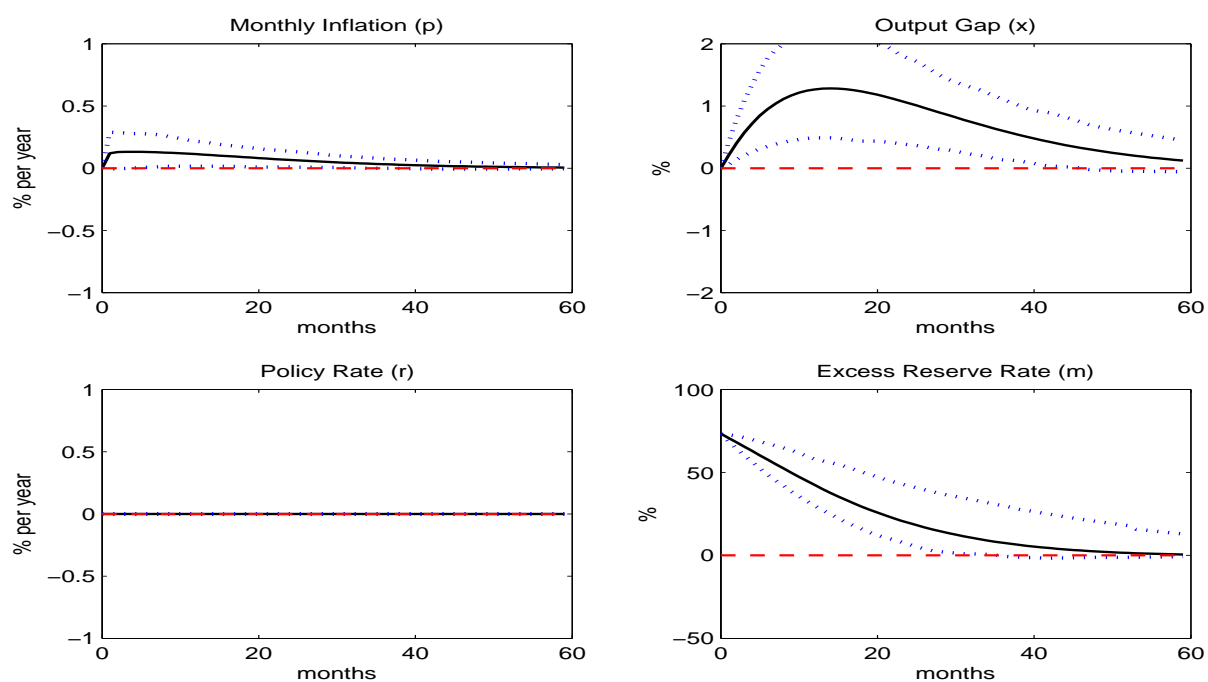 Monthly Inflation (p)
1
0.5
0
−0.5
−1
% per year
0 20 40 60
months
Output Gap (x)
2
1
0
−1
−2
%
0 20 40 60
months
Policy Rate (r)
1
0.5
0
−0.5
−1
% per year
0 20 40 60
months
Excess Reserve Rate (m)
100
50
0
−50
%
0 20 40 60
months